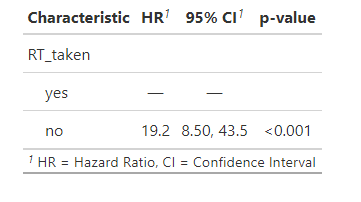 Characteristic HR1 95% CI1 p-value
RT_taken
yes — —
no 19.2 8.50, 43.5 <0.001
1 HR = Hazard Ratio, CI = Confidence Interval